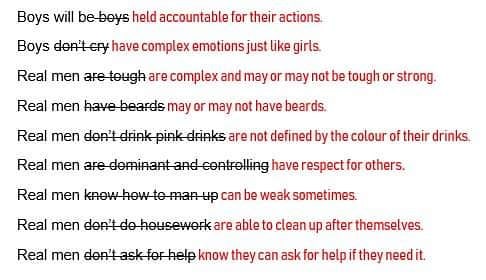 Boys will be boys held accountable for their actions.
Boys don't cry have complex emotions just like girls.
Real men are tough are complex and may or may not be tough or strong.
Real men have beards may or may not have beards.
Real men don't drink pink drinks are not defined by the colour of their drinks.
Real men are dominant and controlling have respect for others.
Real men know how to man up can be weak sometimes.
Real men don't do housework are able to clean up after themselves.
Real men don't ask for help know they can ask for help if they need it.